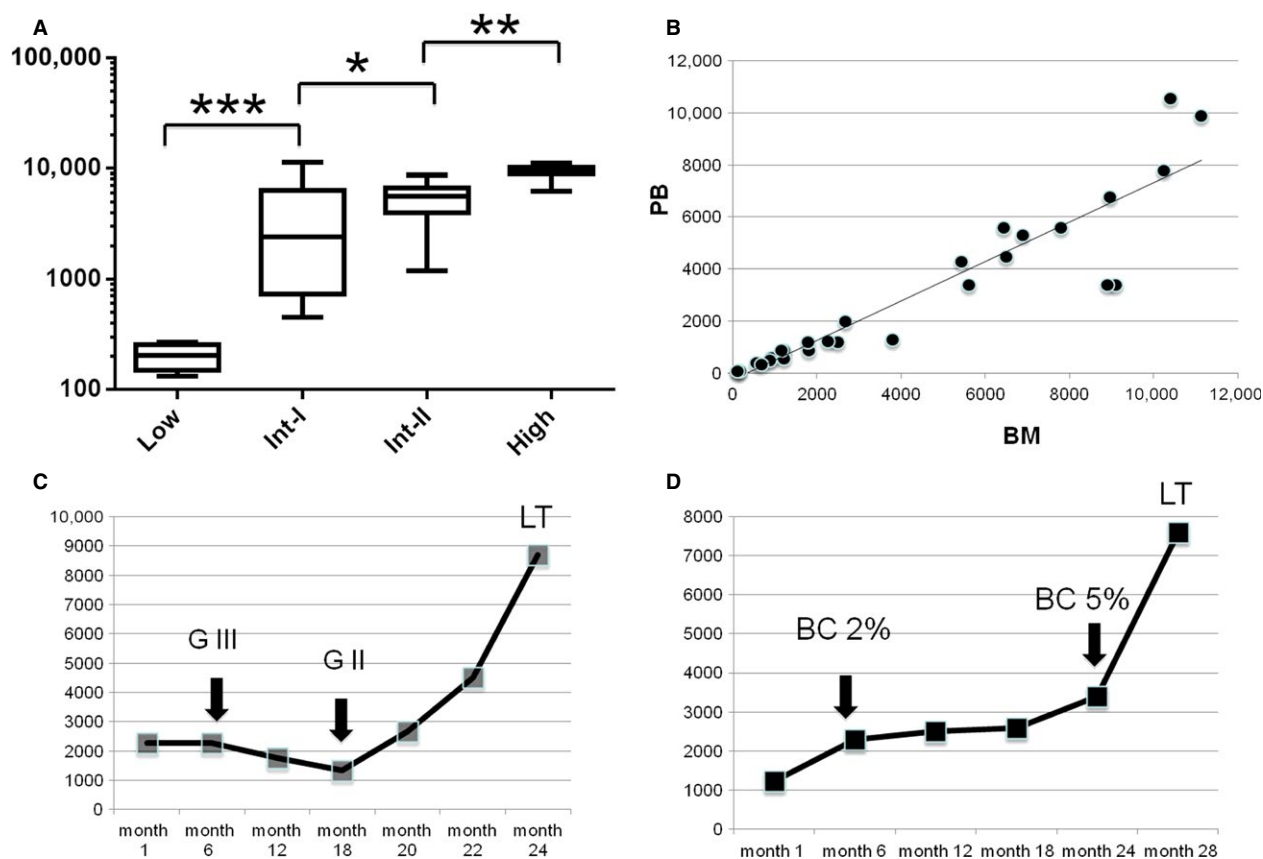 A
100,000
10,000
1000
100
***
*
**
Low
Int-I
Int-II
High
B
12,000
10,000
8000
6000
4000
2000
0
PB
0 2000 4000 6000 8000 10,000 12,000
BM
C
10,000
9000
8000
7000
6000
5000
4000
3000
2000
1000
0
G III
G II
LT
month month month month month month month
1 6 12 18 20 22 24
D
8000
7000
6000
5000
4000
3000
2000
1000
0
BC 2%
BC 5%
LT
month 1 month 6 month 12 month 18 month 24 month 28